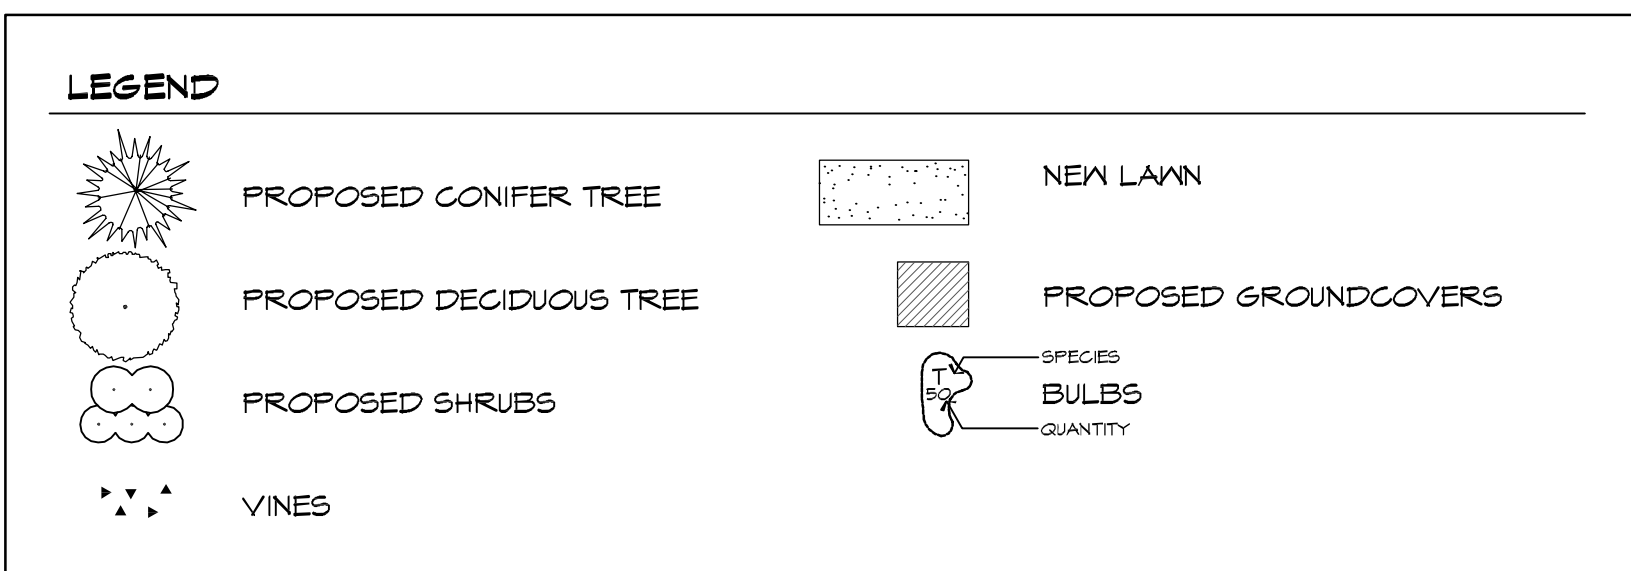 LEGEND
PROPOSED CONIFER TREE
PROPOSED DECIDUOUS TREE
PROPOSED SHRUBS
VINES
NEW LAWN
PROPOSED GROUNDCOVERS
SPECIES
T
50
BULBS
QUANTITY